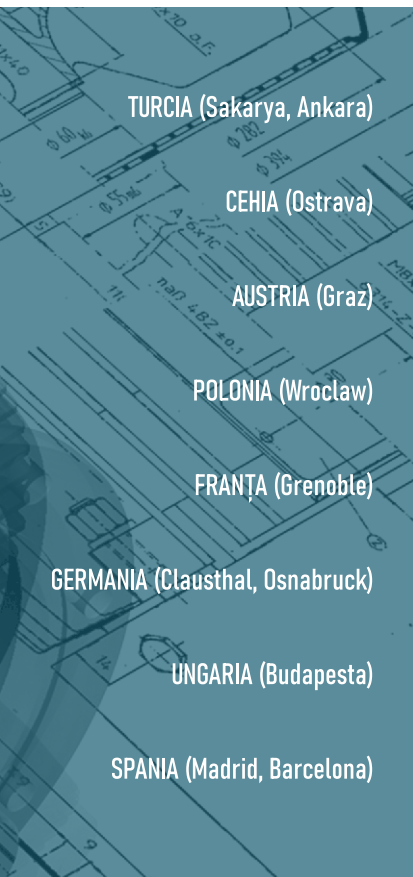 TURCIA (Sakarya, Ankara)
CEHIA (Ostrava)
AUSTRIA (Graz)
POLONIA (Wroclaw)
FRANȚA (Grenoble)
GERMANIA (Clausthal, Osnabruck)
UNGARIA (Budapesta)
SPANIA (Madrid, Barcelona)